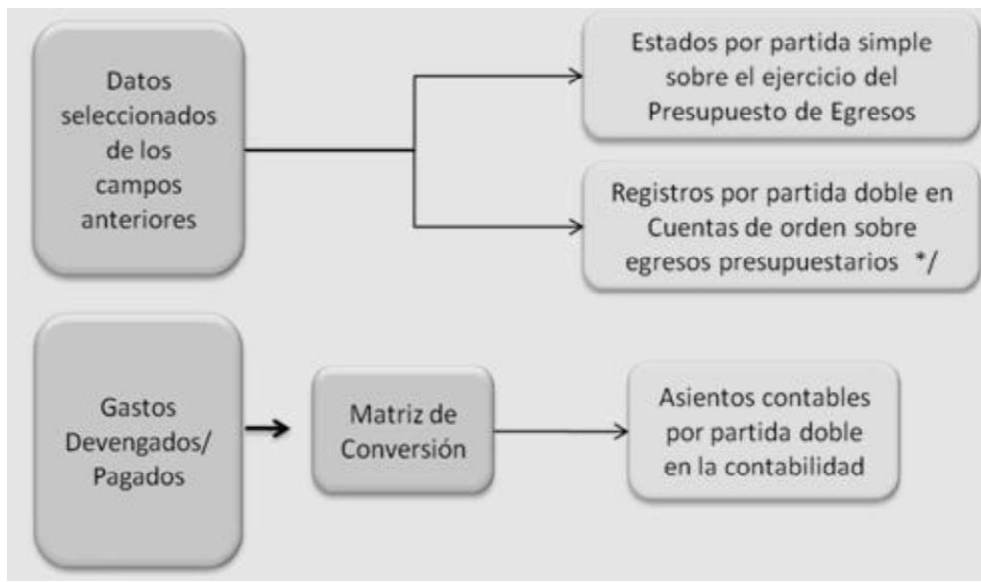 Datos
seleccionados
de los
campos
anteriores
Estados por partida simple
sobre el ejercicio del
Presupuesto de Egresos
Registros por partida doble en
Cuentas de orden sobre
egresos presupuestarios */
Gastos
Devengados/
Pagados
Matriz de
Conversión
Asientos contables
por partida doble
en la contabilidad